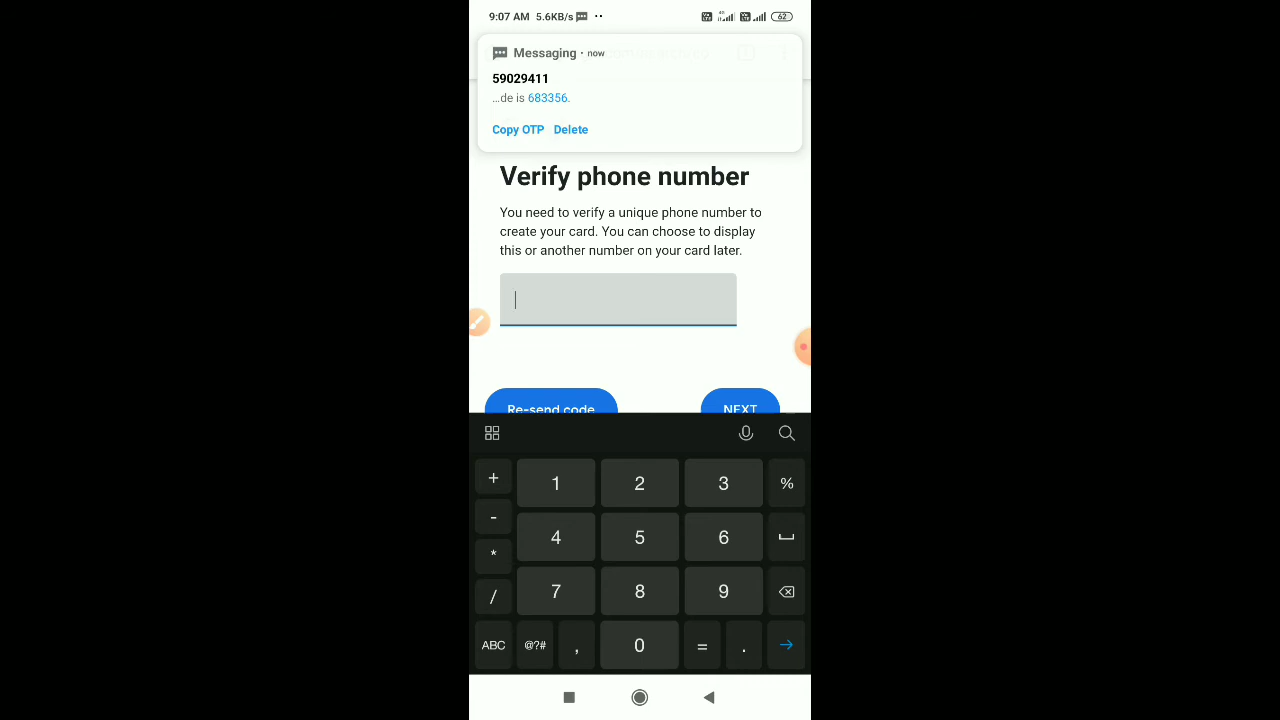 9:07 AM 5.6KB/s
62
Messaging · now
59029411
...de is 683356.
Copy OTP Delete
Verify phone number
You need to verify a unique phone number to
create your card. You can choose to display
this or another number on your card later.
Re-send code NEXT
+ 1 2 3 %
- 4 5 6
* 7 8 9
/
ABC @?# , 0 = .